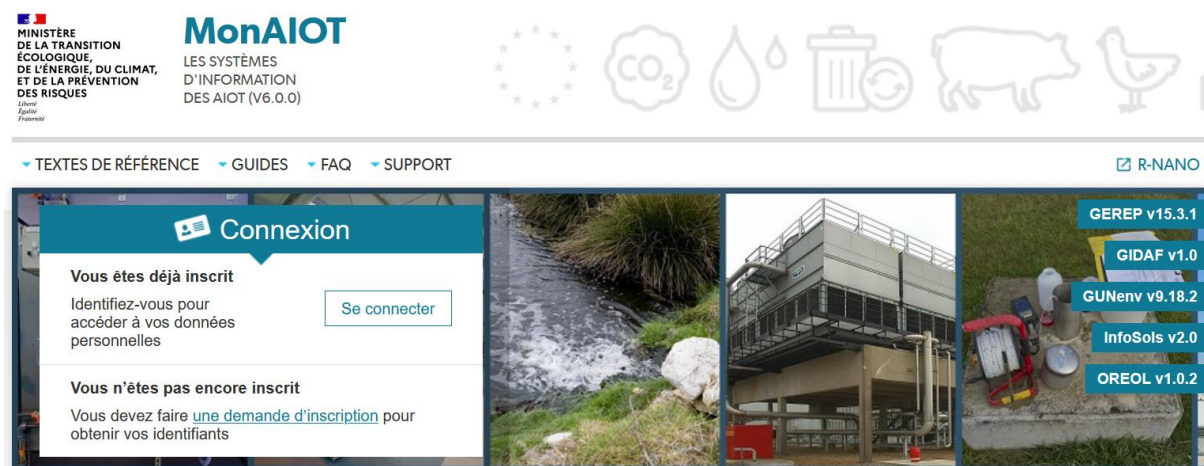 MINISTÈRE
DE LA TRANSITION
ÉCOLOGIQUE,
DE L'ÉNERGIE, DU CLIMAT,
ET DE LA PRÉVENTION
DES RISQUES
Liberté
Égalité
Fraternité
MonAIOT
LES SYSTÈMES
D'INFORMATION
DES AIOT (V6.0.0)
CO₂
TEXTES DE RÉFÉRENCE GUIDES FAQ SUPPORT
R-NANO
Connexion
Vous êtes déjà inscrit
Identifiez-vous pour
accéder à vos données
personnelles
Se connecter
Vous n'êtes pas encore inscrit
Vous devez faire une demande d'inscription pour
obtenir vos identifiants
GEREP v15.3.1
GIDAF v1.0
GUNenv v9.18.2
InfoSols v2.0
OREOL v1.0.2